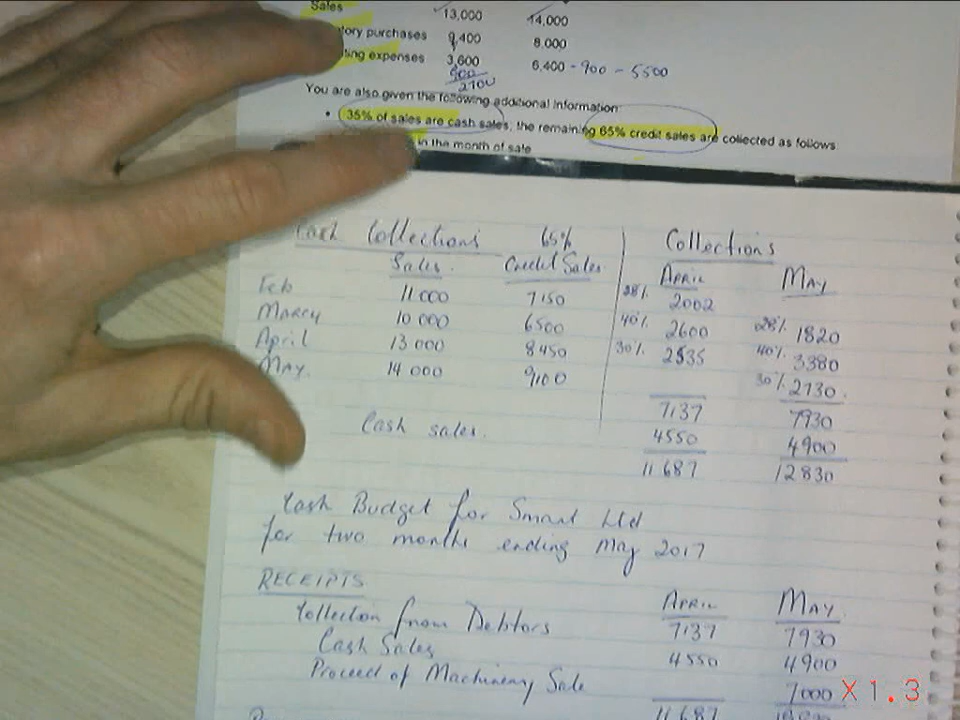 Sales 13,000 14,000
tory purchases 9,400 8,000
ing expenses 3,600 6,400 - 900 - 5500
900
2700
You are also given the following additional information:
• 35% of sales are cash sales, the remaining 65% credit sales are collected as follows:
in the month of sale
Cash Collections 65% Collections
Sales. Credit Sales April May
Feb 11 000 7150 28% 2002
March 10 000 6500 40% 2600 28% 1820
April 13 000 8450 30% 2535 40% 3380
May. 14 000 9100 30% 2730.
7137 7930
Cash sales. 4550 4900
11 687 12830
Cash Budget for Smart Ltd
for two months ending May 2017
RECEIPTS April May.
Collection from Debtors 7137 7930
Cash Sales 4550 4900
Proceed of Machinery Sale 7000 X1.3
11 687